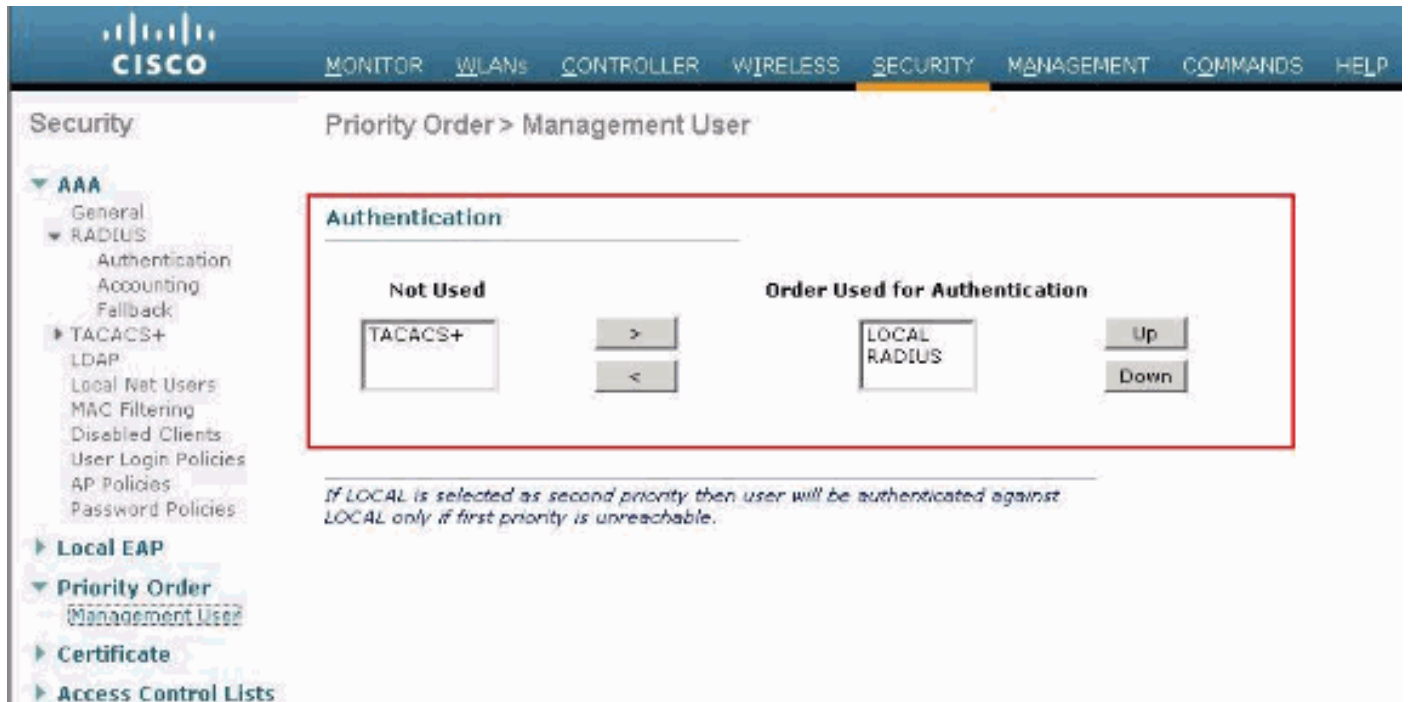 CISCO
MONITOR WLANs CONTROLLER WIRELESS SECURITY MANAGEMENT COMMANDS HELP
Security
AAA
General
RADIUS
Authentication
Accounting
Fallback
TACACS+
LDAP
Local Net Users
MAC Filtering
Disabled Clients
User Login Policies
AP Policies
Password Policies
Local EAP
Priority Order
Management User
Certificate
Access Control Lists
Priority Order > Management User
Authentication
Not Used
TACACS+
>
<
Order Used for Authentication
LOCAL
RADIUS
Up
Down
If LOCAL is selected as second priority then user will be authenticated against
LOCAL only if first priority is unreachable.